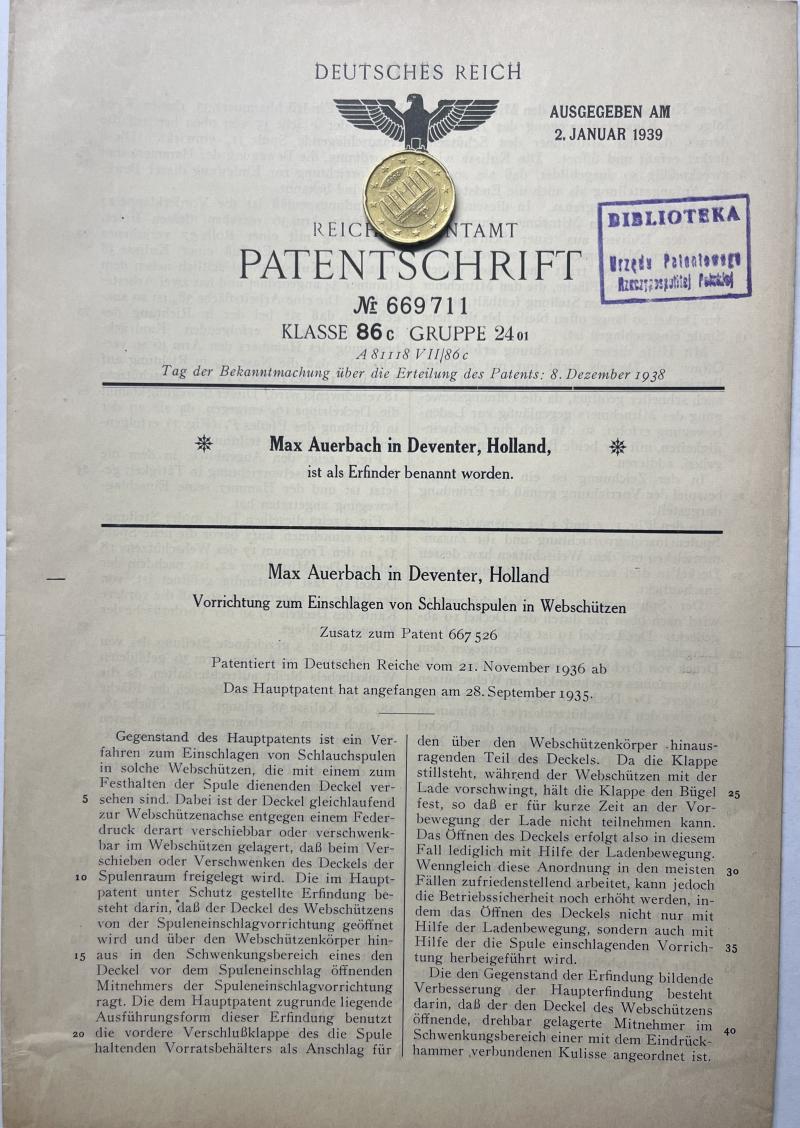 DEUTSCHES REICH
AUSGEGEBEN AM
2. JANUAR 1939
REICH NTAMT
PATENTSCHRIFT
№ 669711
KLASSE 86c GRUPPE 24 01
A 81118 VII/86c
Tag der Bekanntmachung über die Erteilung des Patents: 8. Dezember 1938
BIBLIOTEKA
Urzędu Patentowego
Rzeczypospolitej Polskiej
Max Auerbach in Deventer, Holland,
ist als Erfinder benannt worden.
Max Auerbach in Deventer, Holland
Vorrichtung zum Einschlagen von Schlauchspulen in Webschützen
Zusatz zum Patent 667 526
Patentiert im Deutschen Reiche vom 21. November 1936 ab
Das Hauptpatent hat angefangen am 28. September 1935.
Gegenstand des Hauptpatents ist ein Ver-
fahren zum Einschlagen von Schlauchspulen
in solche Webschützen, die mit einem zum
Festhalten der Spule dienenden Deckel ver-
5 sehen sind. Dabei ist der Deckel gleichlaufend
zur Webschützenachse entgegen einem Feder-
druck derart verschiebbar oder verschwenk-
bar im Webschützen gelagert, daß beim Ver-
schieben oder Verschwenken des Deckels der
10 Spulenraum freigelegt wird. Die im Haupt-
patent unter Schutz gestellte Erfindung be-
steht darin, daß der Deckel des Webschützens
von der Spuleneinschlagvorrichtung geöffnet
wird und über den Webschützenkörper hin-
15 aus in den Schwenkungsbereich eines den
Deckel vor dem Spuleneinschlag öffnenden
Mitnehmers der Spuleneinschlagvorrichtung
ragt. Die dem Hauptpatent zugrunde liegende
Ausführungsform dieser Erfindung benutzt
20 die vordere Verschlußklappe des die Spule
haltenden Vorratsbehälters als Anschlag für
den über den Webschützenkörper hinaus-
ragenden Teil des Deckels. Da die Klappe
stillsteht, während der Webschützen mit der
Lade vorschwingt, hält die Klappe den Bügel 25
fest, so daß er für kurze Zeit an der Vor-
bewegung der Lade nicht teilnehmen kann.
Das Öffnen des Deckels erfolgt also in diesem
Fall lediglich mit Hilfe der Ladenbewegung.
Wenngleich diese Anordnung in den meisten 30
Fällen zufriedenstellend arbeitet, kann jedoch
die Betriebssicherheit noch erhöht werden, in-
dem das Öffnen des Deckels nicht nur mit
Hilfe der Ladenbewegung, sondern auch mit
Hilfe der die Spule einschlagenden Vorrich- 35
tung herbeigeführt wird.
Die den Gegenstand der Erfindung bildende
Verbesserung der Haupterfindung besteht
darin, daß der den Deckel des Webschützens
öffnende, drehbar gelagerte Mitnehmer im 40
Schwenkungsbereich einer mit dem Eindrück-
hammer verbundenen Kulisse angeordnet ist.